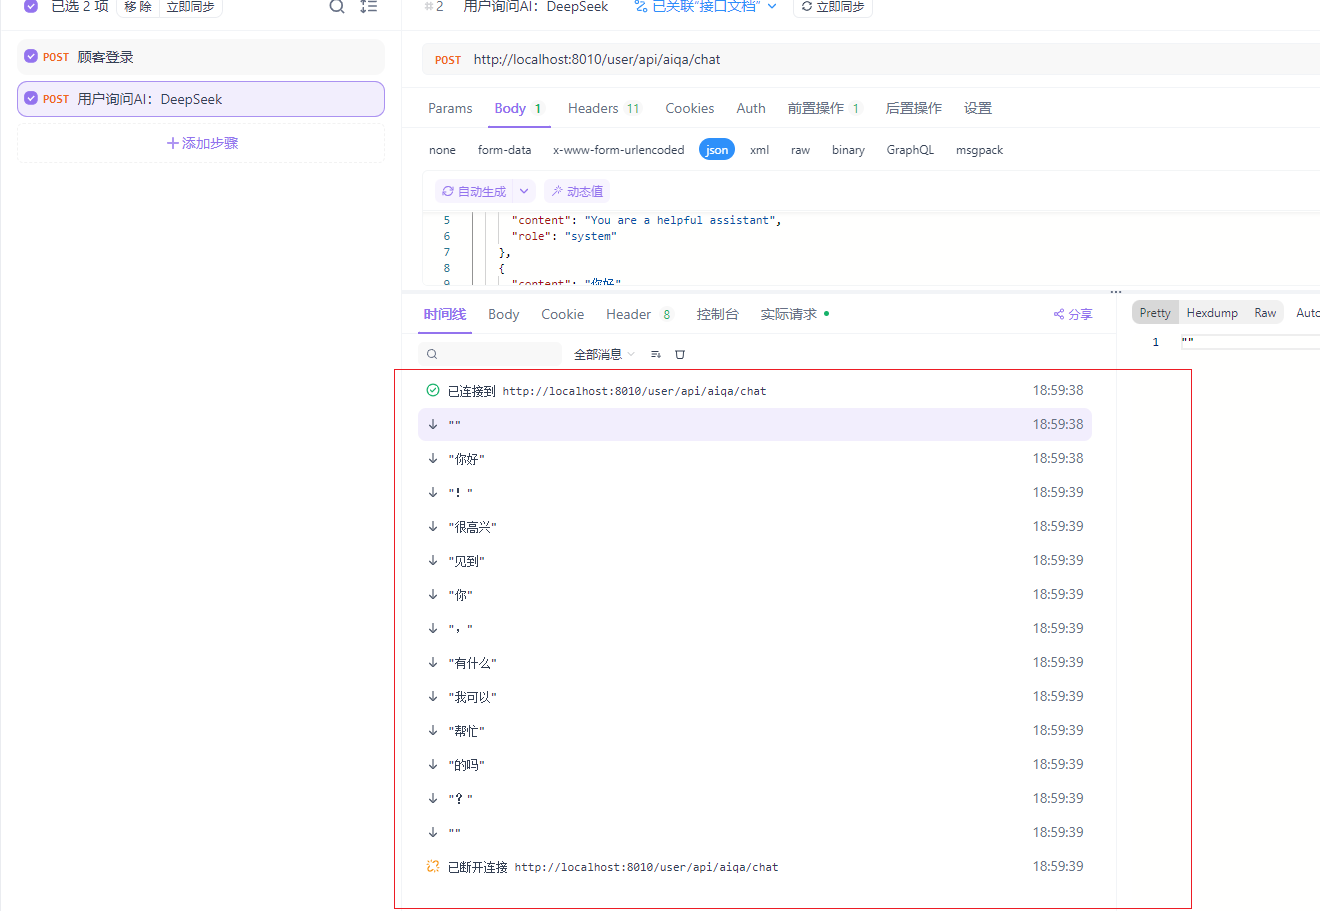 已选 2 项 移 除 立即同步
POST 顾客登录
POST 用户询问AI：DeepSeek
添加步骤
#2 用户询问AI：DeepSeek 已关联“接口文档” 立即同步
POST http://localhost:8010/user/api/aiqa/chat
Params Body 1 Headers 11 Cookies Auth 前置操作 1 后置操作 设置
none form-data x-www-form-urlencoded json xml raw binary GraphQL msgpack
自动生成 动态值
5 "content": "You are a helpful assistant",
6 "role": "system"
7 },
8 {
9 "content": "你好"
时间线 Body Cookie Header 8 控制台 实际请求 分享
全部消息
已连接到 http://localhost:8010/user/api/aiqa/chat 18:59:38
"" 18:59:38
"你好" 18:59:38
"！" 18:59:39
"很高兴" 18:59:39
"见到" 18:59:39
"你" 18:59:39
"，" 18:59:39
"有什么" 18:59:39
"我可以" 18:59:39
"帮忙" 18:59:39
"的吗" 18:59:39
"？" 18:59:39
"" 18:59:39
已断开连接 http://localhost:8010/user/api/aiqa/chat 18:59:39
Pretty Hexdump Raw Auto
1 ""